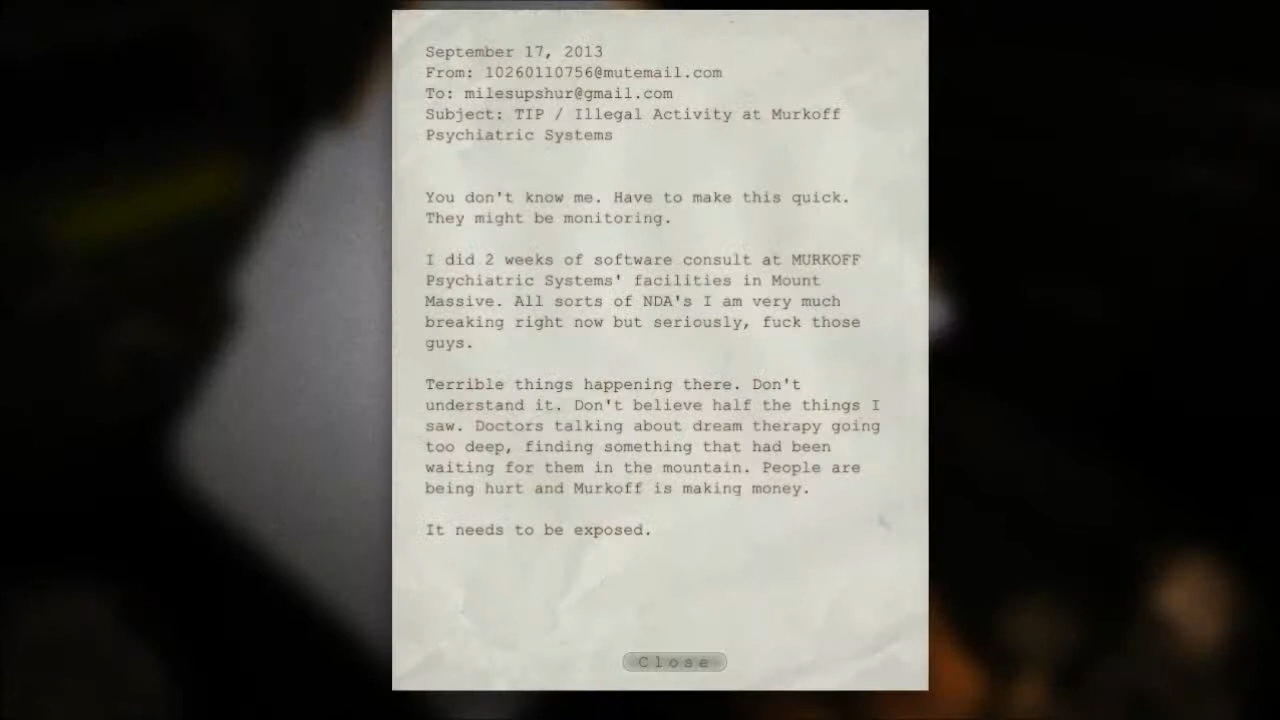 September 17, 2013
From: 10260110756@mutemail.com
To: milesupshur@gmail.com
Subject: TIP / Illegal Activity at Murkoff
Psychiatric Systems
You don't know me. Have to make this quick.
They might be monitoring.
I did 2 weeks of software consult at MURKOFF
Psychiatric Systems' facilities in Mount
Massive. All sorts of NDA's I am very much
breaking right now but seriously, fuck those
guys.
Terrible things happening there. Don't
understand it. Don't believe half the things I
saw. Doctors talking about dream therapy going
too deep, finding something that had been
waiting for them in the mountain. People are
being hurt and Murkoff is making money.
It needs to be exposed.
Close